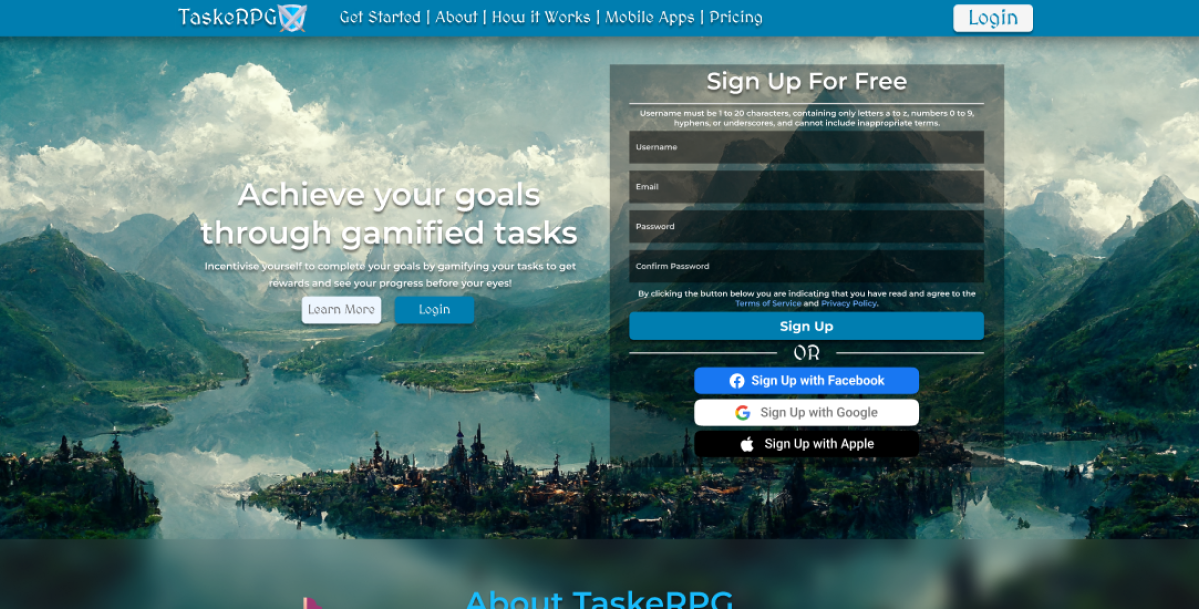 TaskeRPG
Get Started | About | How it Works | Mobile Apps | Pricing
Login
Achieve your goals
through gamified tasks
Incentivise yourself to complete your goals by gamifying your tasks to get
rewards and see your progress before your eyes!
Learn More
Login
Sign Up For Free
Username must be 1 to 20 characters, containing only letters a to z, numbers 0 to 9,
hyphens, or underscores, and cannot include inappropriate terms.
Username
Email
Password
Confirm Password
By clicking the button below you are indicating that you have read and agree to the
Terms of Service and Privacy Policy.
Sign Up
OR
Sign Up with Facebook
Sign Up with Google
Sign Up with Apple
About TaskeRPG